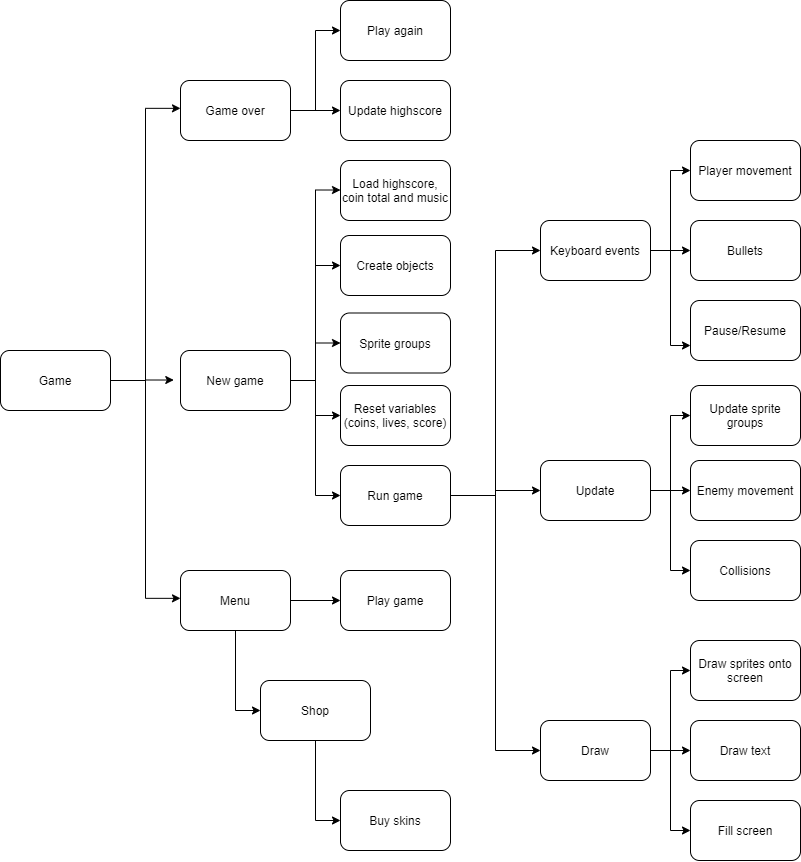 Play again
Game over
Update highscore
Load highscore,
coin total and music
Create objects
Sprite groups
Game
New game
Reset variables
(coins, lives, score)
Run game
Menu
Play game
Shop
Buy skins
Keyboard events
Player movement
Bullets
Pause/Resume
Update
Update sprite
groups
Enemy movement
Collisions
Draw
Draw sprites onto
screen
Draw text
Fill screen